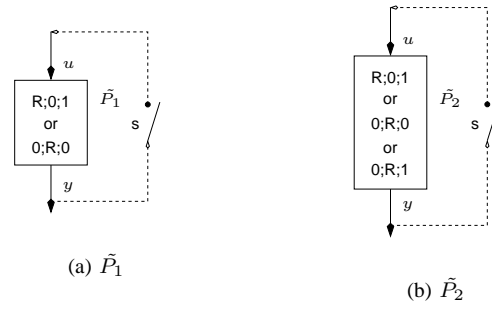 u
R;0;1
or
0;R;0
P̃₁
s
y
(a) P̃₁
u
R;0;1
or
0;R;0
or
0;R;1
P̃₂
s
y
(b) P̃₂